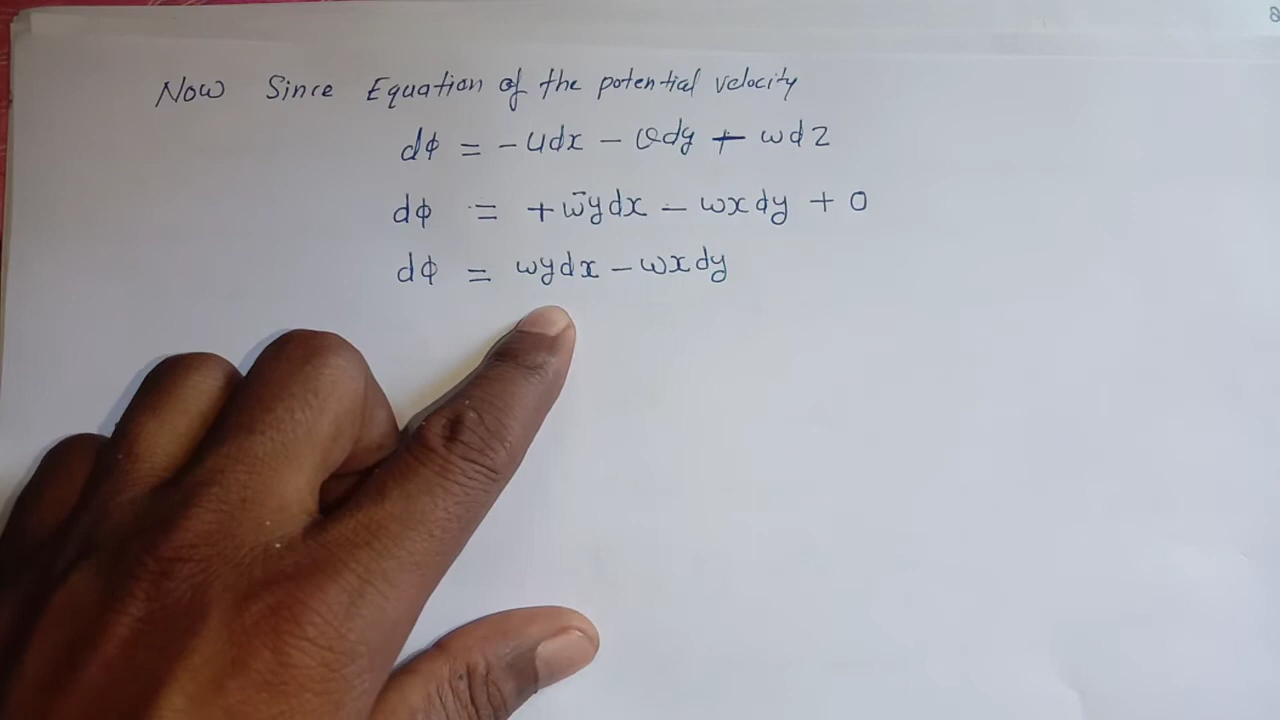 Now Since Equation of the potential velocity
dϕ = -udx - vdy + wdz
dϕ = +ωydx - ωxdy + 0
dϕ = ωydx - ωxdy